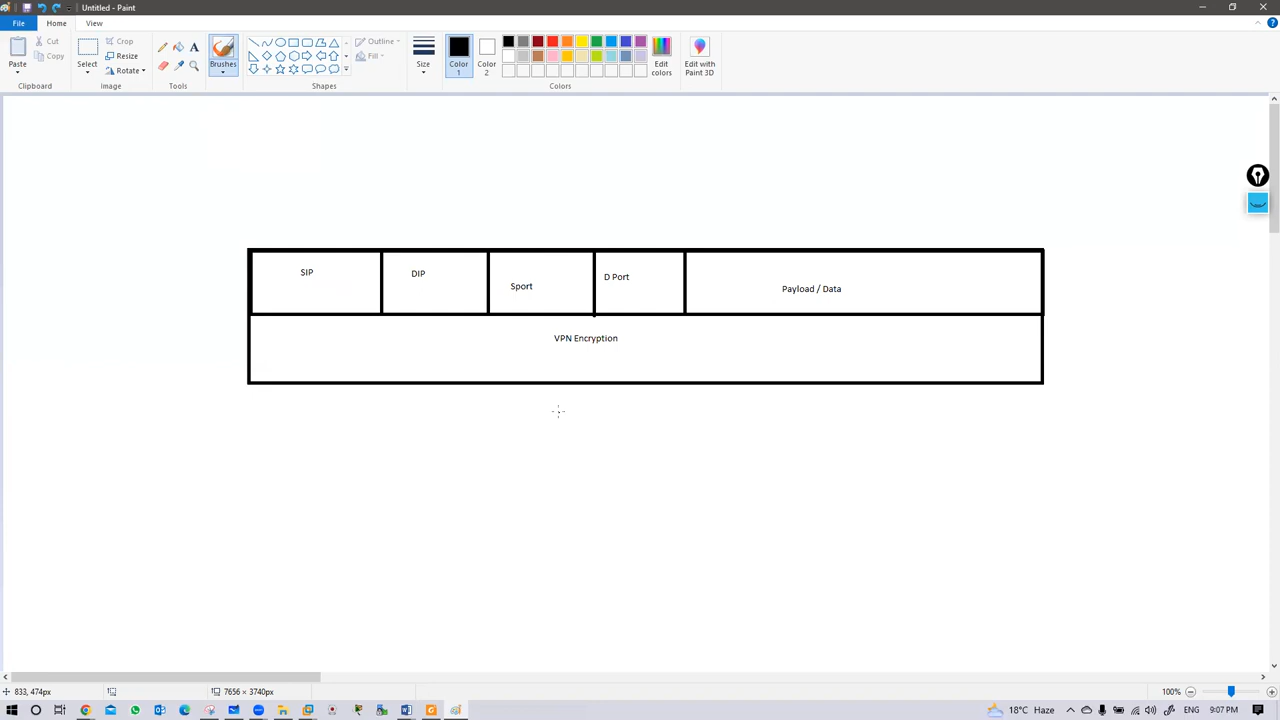 Untitled - Paint
File
Home
View
Paste
Cut
Copy
Clipboard
Select
Crop
Resize
Rotate
Image
A
Tools
Brushes
Shapes
Outline
Fill
Size
Color
1
Color
2
Colors
Edit
colors
Edit with
Paint 3D
SIP
DIP
Sport
D Port
Payload / Data
VPN Encryption
833, 474px
7656 × 3740px
100%
18°C Haze
ENG
9:07 PM